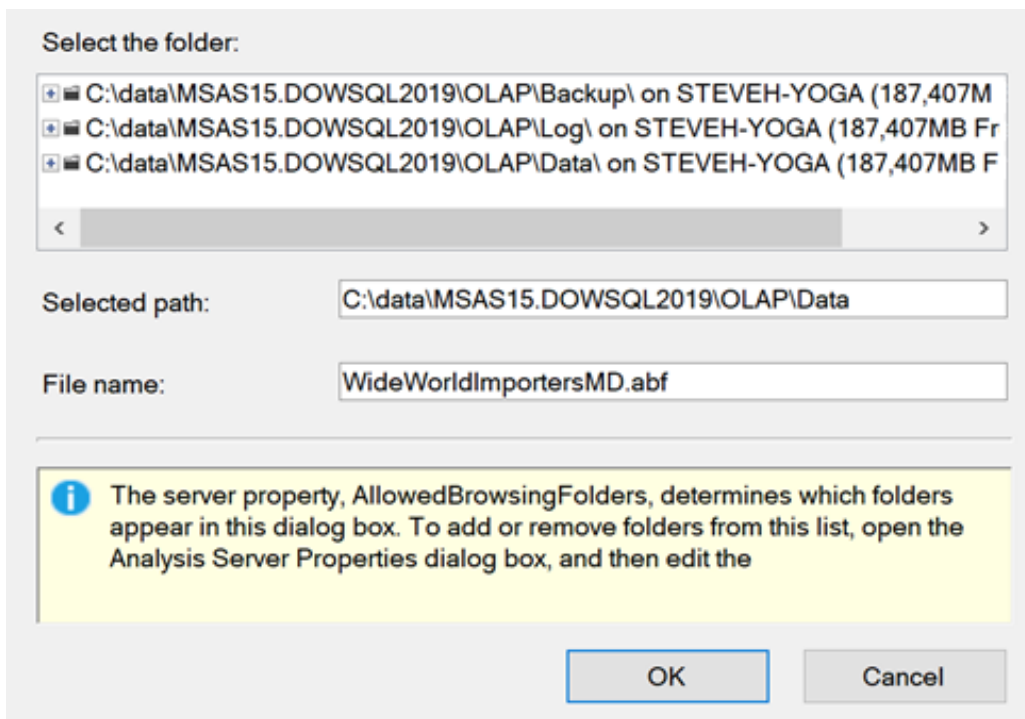 Select the folder:
C:\data\MSAS15.DOWSQL2019\OLAP\Backup\ on STEVEH-YOGA (187,407M
C:\data\MSAS15.DOWSQL2019\OLAP\Log\ on STEVEH-YOGA (187,407MB Fr
C:\data\MSAS15.DOWSQL2019\OLAP\Data\ on STEVEH-YOGA (187,407MB F
Selected path:
C:\data\MSAS15.DOWSQL2019\OLAP\Data
File name:
WideWorldImportersMD.abf
The server property, AllowedBrowsingFolders, determines which folders
appear in this dialog box. To add or remove folders from this list, open the
Analysis Server Properties dialog box, and then edit the
OK
Cancel